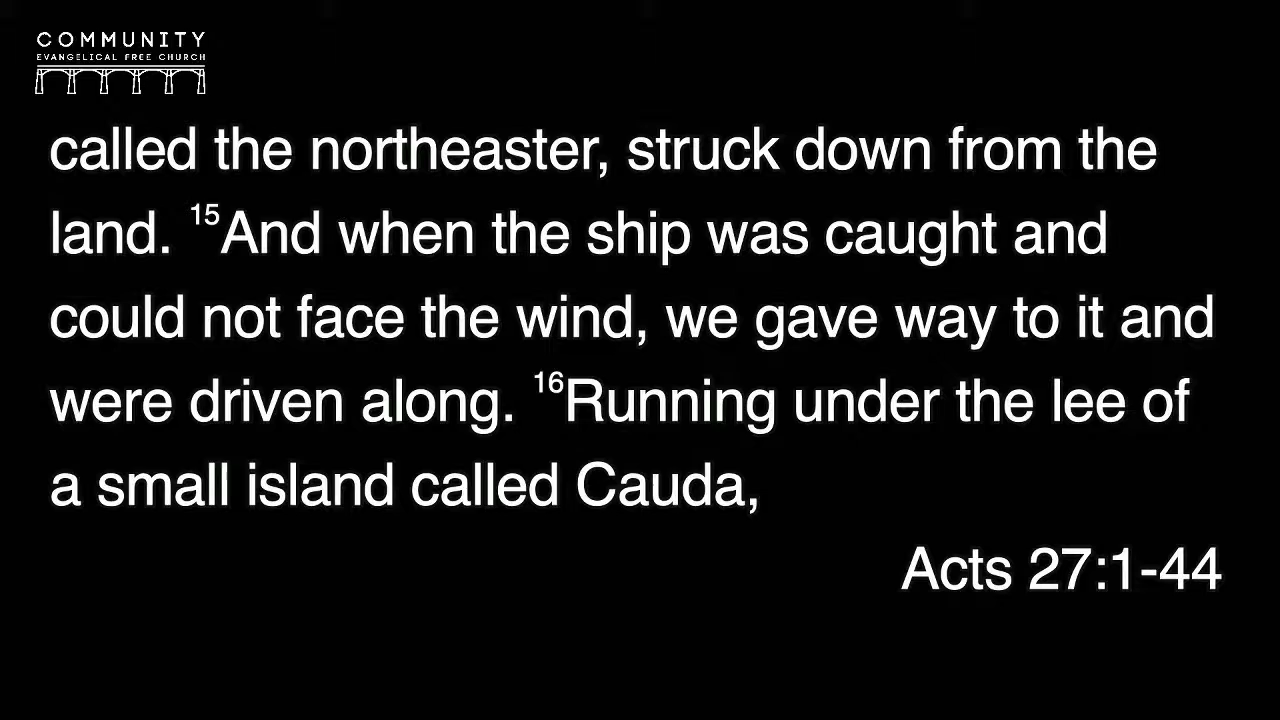 COMMUNITY
EVANGELICAL FREE CHURCH
called the northeaster, struck down from the
land. 15And when the ship was caught and
could not face the wind, we gave way to it and
were driven along. 16Running under the lee of
a small island called Cauda,
Acts 27:1-44